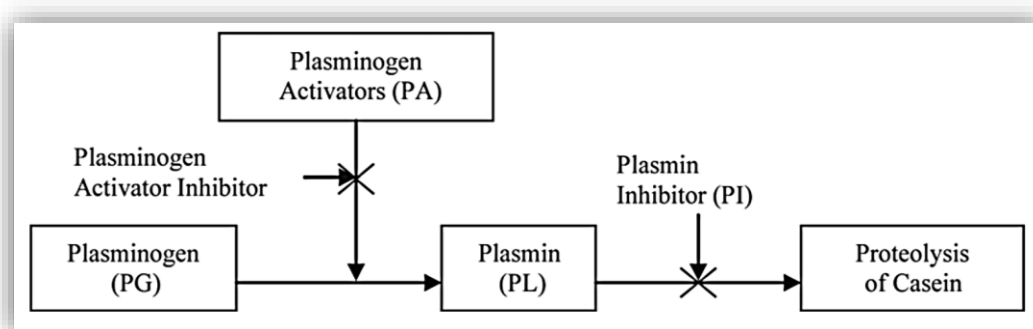 Plasminogen
Activators (PA)
Plasminogen
Activator Inhibitor
Plasmin
Inhibitor (PI)
Plasminogen
(PG)
Plasmin
(PL)
Proteolysis
of Casein